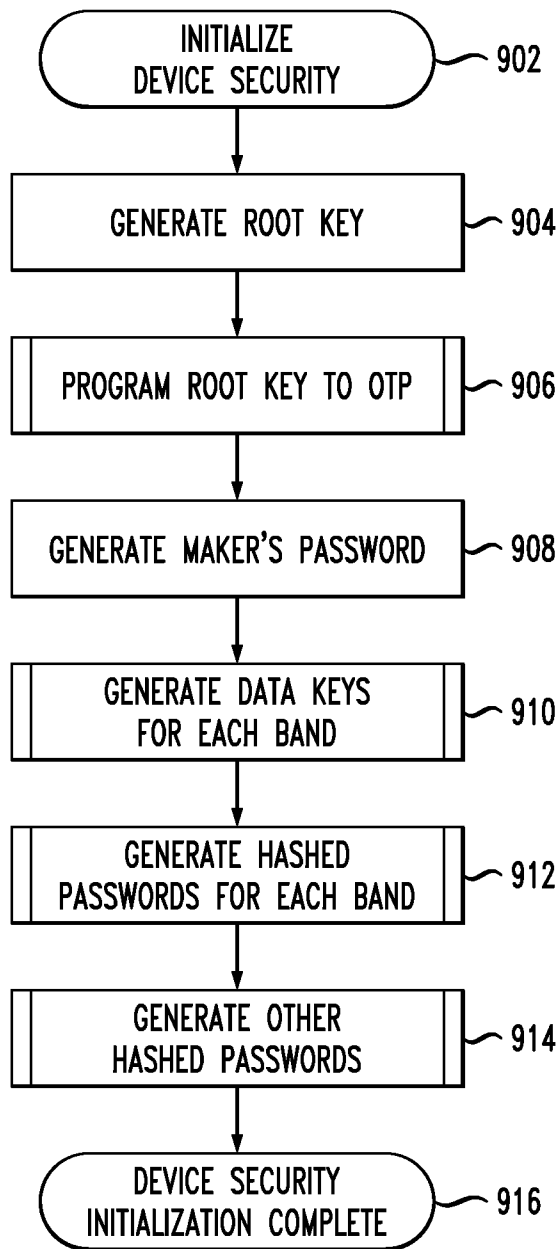 INITIALIZE
DEVICE SECURITY
902
GENERATE ROOT KEY
904
PROGRAM ROOT KEY TO OTP
906
GENERATE MAKER'S PASSWORD
908
GENERATE DATA KEYS
FOR EACH BAND
910
GENERATE HASHED
PASSWORDS FOR EACH BAND
912
GENERATE OTHER
HASHED PASSWORDS
914
DEVICE SECURITY
INITIALIZATION COMPLETE
916